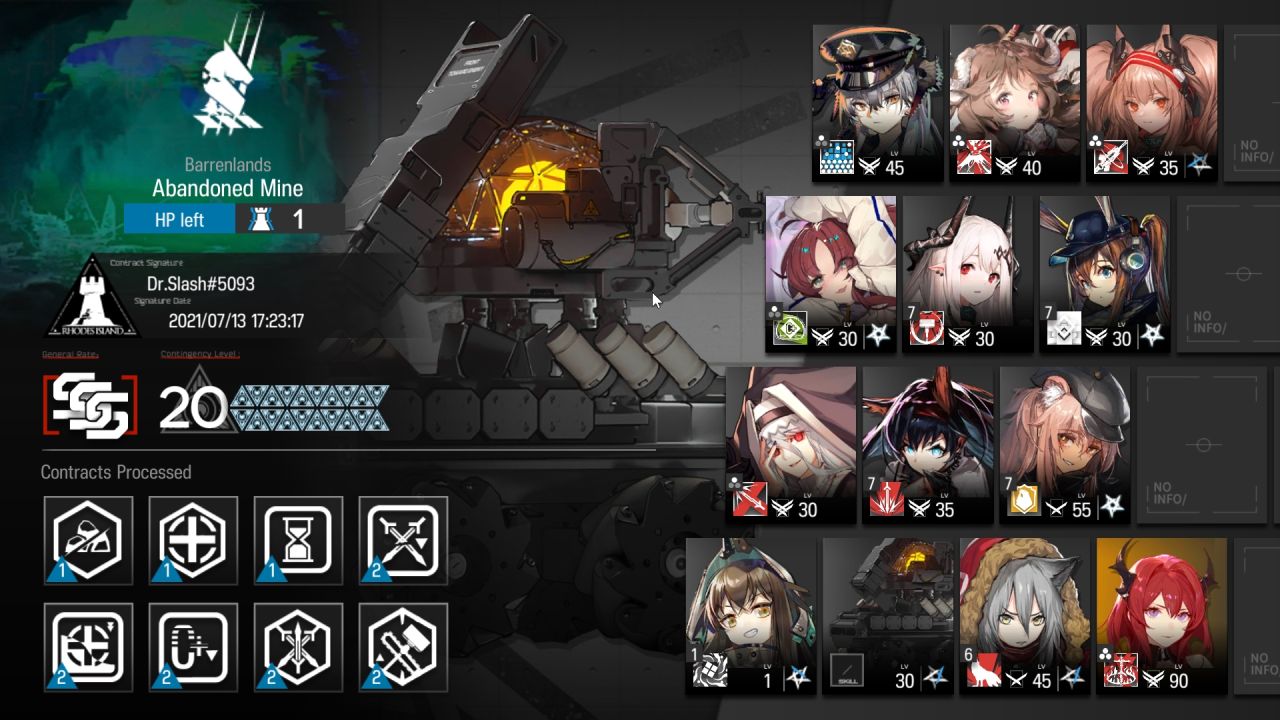 Barrenlands
Abandoned Mine
HP left 1
Contract Signature
Dr.Slash#5093
Signature Date
2021/07/13 17:23:17
RHODES ISLAND
General Rate:
Contingency Level:
20
Contracts Processed
1
1
1
2
2
2
2
2
FRONT
TOWARD ENEMY
LV
45
LV
40
LV
35
NO
INFO/
LV
30
7
LV
30
7
LV
30
NO
INFO/
LV
30
7
LV
35
7
LV
55
NO
INFO/
1
LV
1
SKILL
LV
30
6
LV
45
LV
90
NO
INFO/